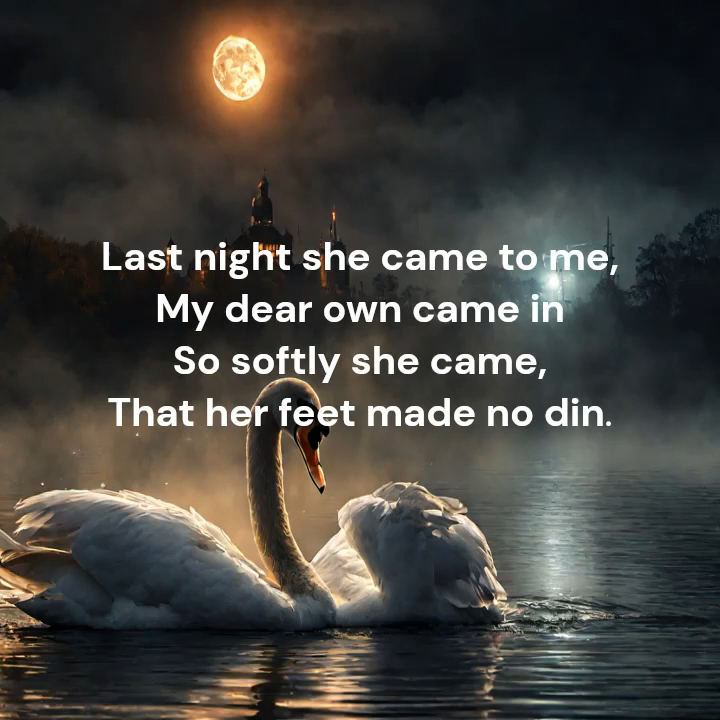 Last night she came to me,
My dear own came in
So softly she came,
That her feet made no din.